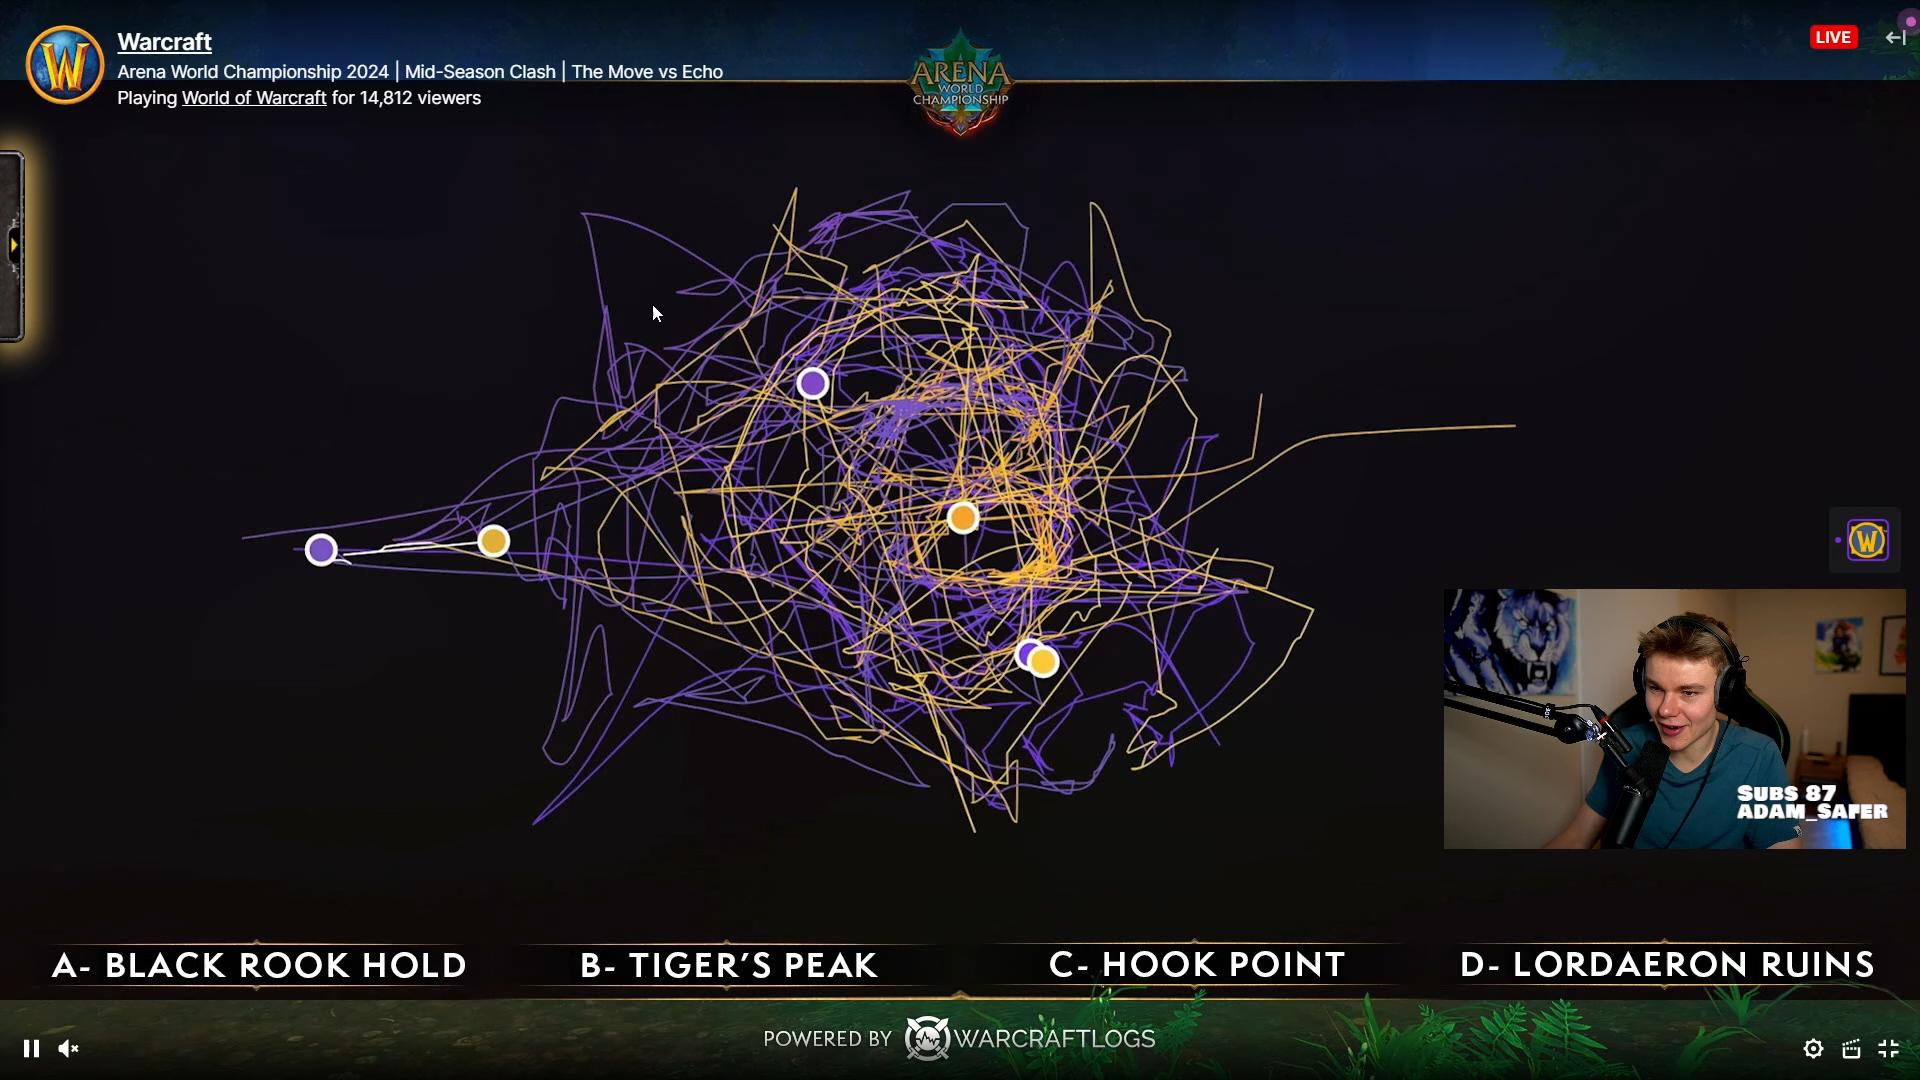 Warcraft
Arena World Championship 2024 | Mid-Season Clash | The Move vs Echo
Playing World of Warcraft for 14,812 viewers
LIVE
ARENA
WORLD
CHAMPIONSHIP
W
W
SUBS 87
ADAM_SAFER
A- BLACK ROOK HOLD
B- TIGER'S PEAK
C- HOOK POINT
D- LORDAERON RUINS
POWERED BY WARCRAFTLOGS